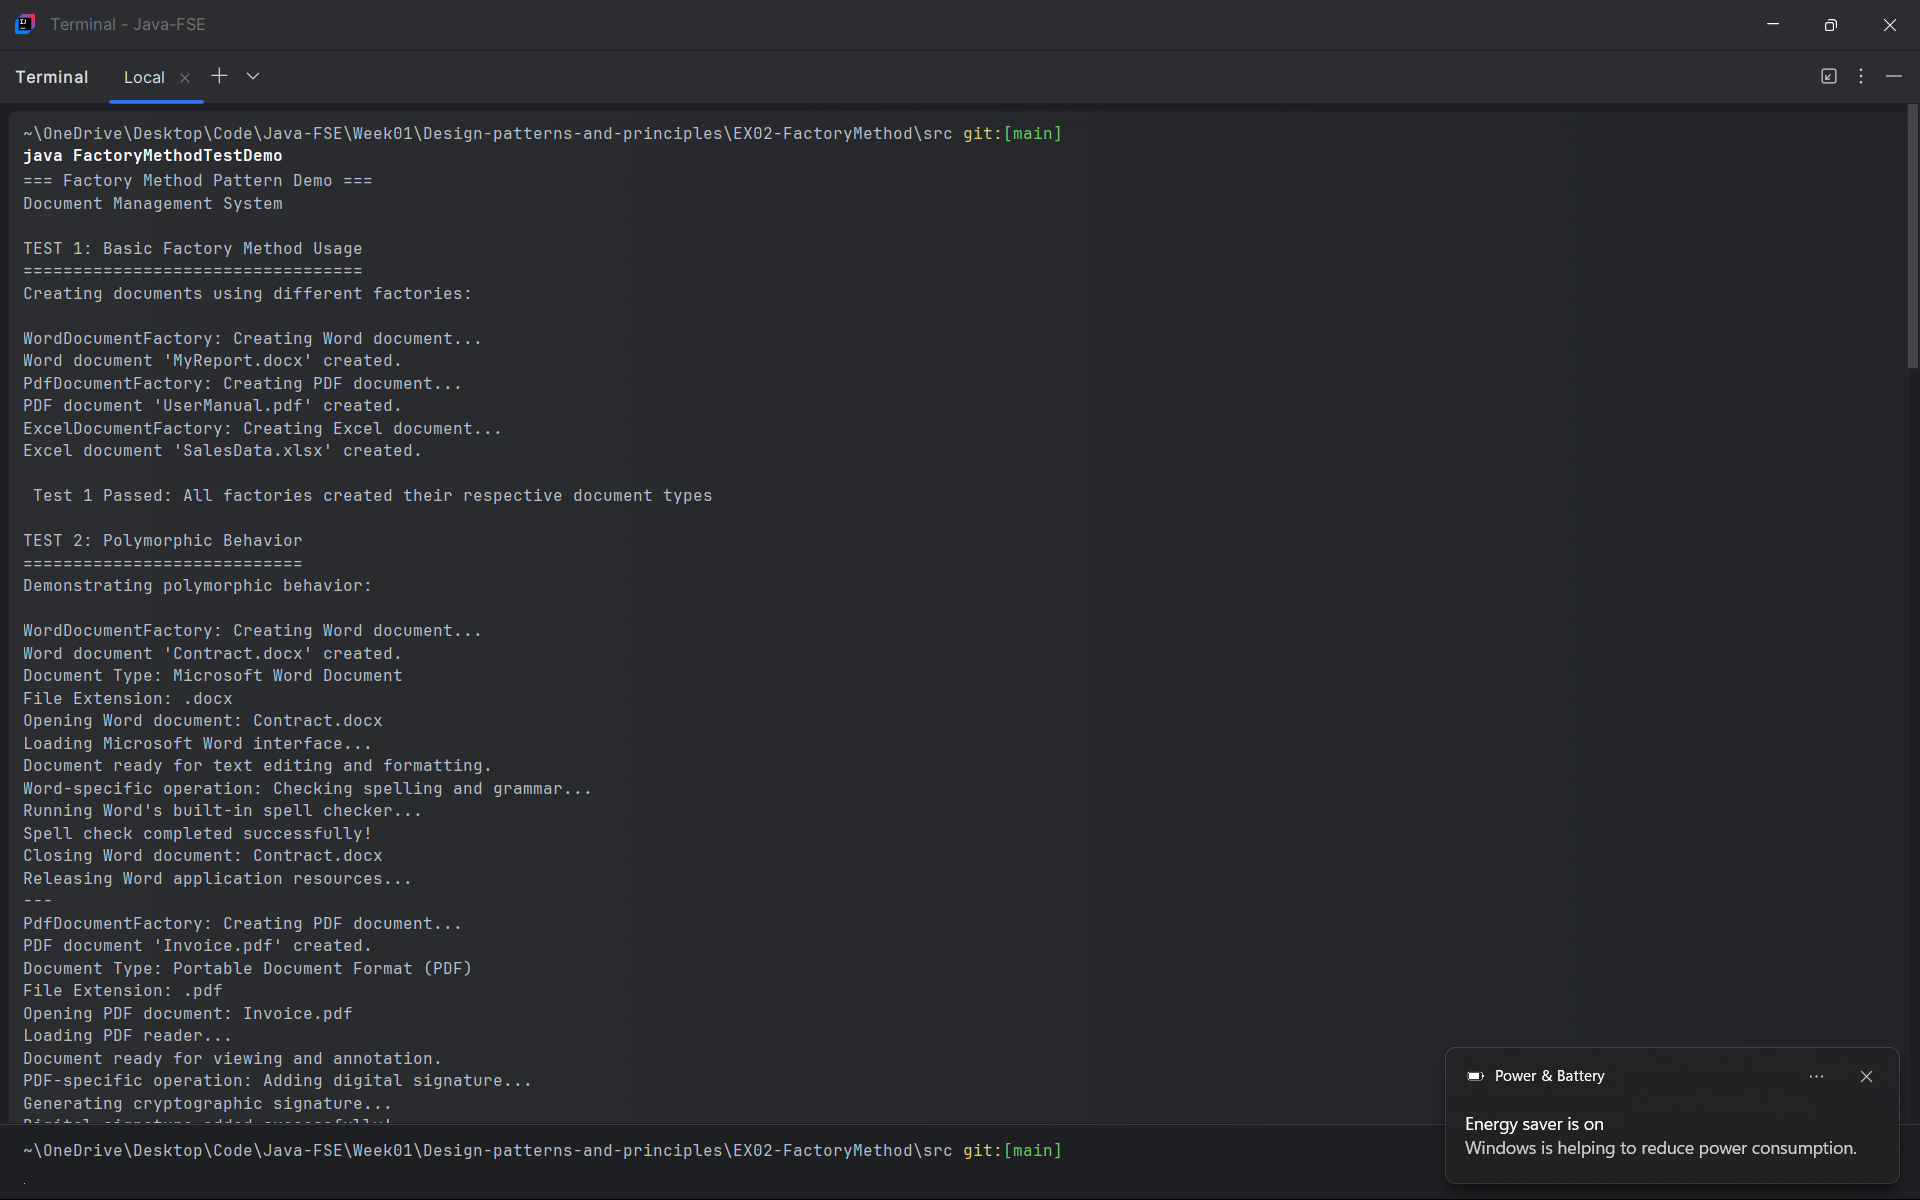 Terminal - Java-FSE
Terminal Local
~\OneDrive\Desktop\Code\Java-FSE\Week01\Design-patterns-and-principles\EX02-FactoryMethod\src git:[main]
java FactoryMethodTestDemo
=== Factory Method Pattern Demo ===
Document Management System
TEST 1: Basic Factory Method Usage
==================================
Creating documents using different factories:
WordDocumentFactory: Creating Word document...
Word document 'MyReport.docx' created.
PdfDocumentFactory: Creating PDF document...
PDF document 'UserManual.pdf' created.
ExcelDocumentFactory: Creating Excel document...
Excel document 'SalesData.xlsx' created.
Test 1 Passed: All factories created their respective document types
TEST 2: Polymorphic Behavior
============================
Demonstrating polymorphic behavior:
WordDocumentFactory: Creating Word document...
Word document 'Contract.docx' created.
Document Type: Microsoft Word Document
File Extension: .docx
Opening Word document: Contract.docx
Loading Microsoft Word interface...
Document ready for text editing and formatting.
Word-specific operation: Checking spelling and grammar...
Running Word's built-in spell checker...
Spell check completed successfully!
Closing Word document: Contract.docx
Releasing Word application resources...
---
PdfDocumentFactory: Creating PDF document...
PDF document 'Invoice.pdf' created.
Document Type: Portable Document Format (PDF)
File Extension: .pdf
Opening PDF document: Invoice.pdf
Loading PDF reader...
Document ready for viewing and annotation.
PDF-specific operation: Adding digital signature...
Generating cryptographic signature...
Digital signature added successfully!
~\OneDrive\Desktop\Code\Java-FSE\Week01\Design-patterns-and-principles\EX02-FactoryMethod\src git:[main]
Power & Battery
Energy saver is on
Windows is helping to reduce power consumption.